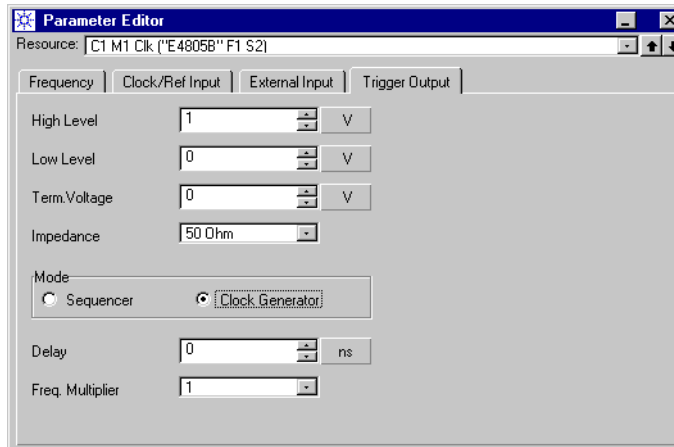 Parameter Editor
Resource: C1 M1 Clk ("E4805B" F1 S2)
Frequency Clock/Ref Input External Input Trigger Output
High Level 1 V
Low Level 0 V
Term.Voltage 0 V
Impedance 50 Ohm
Mode
Sequencer Clock Generator
Delay 0 ns
Freq. Multiplier 1